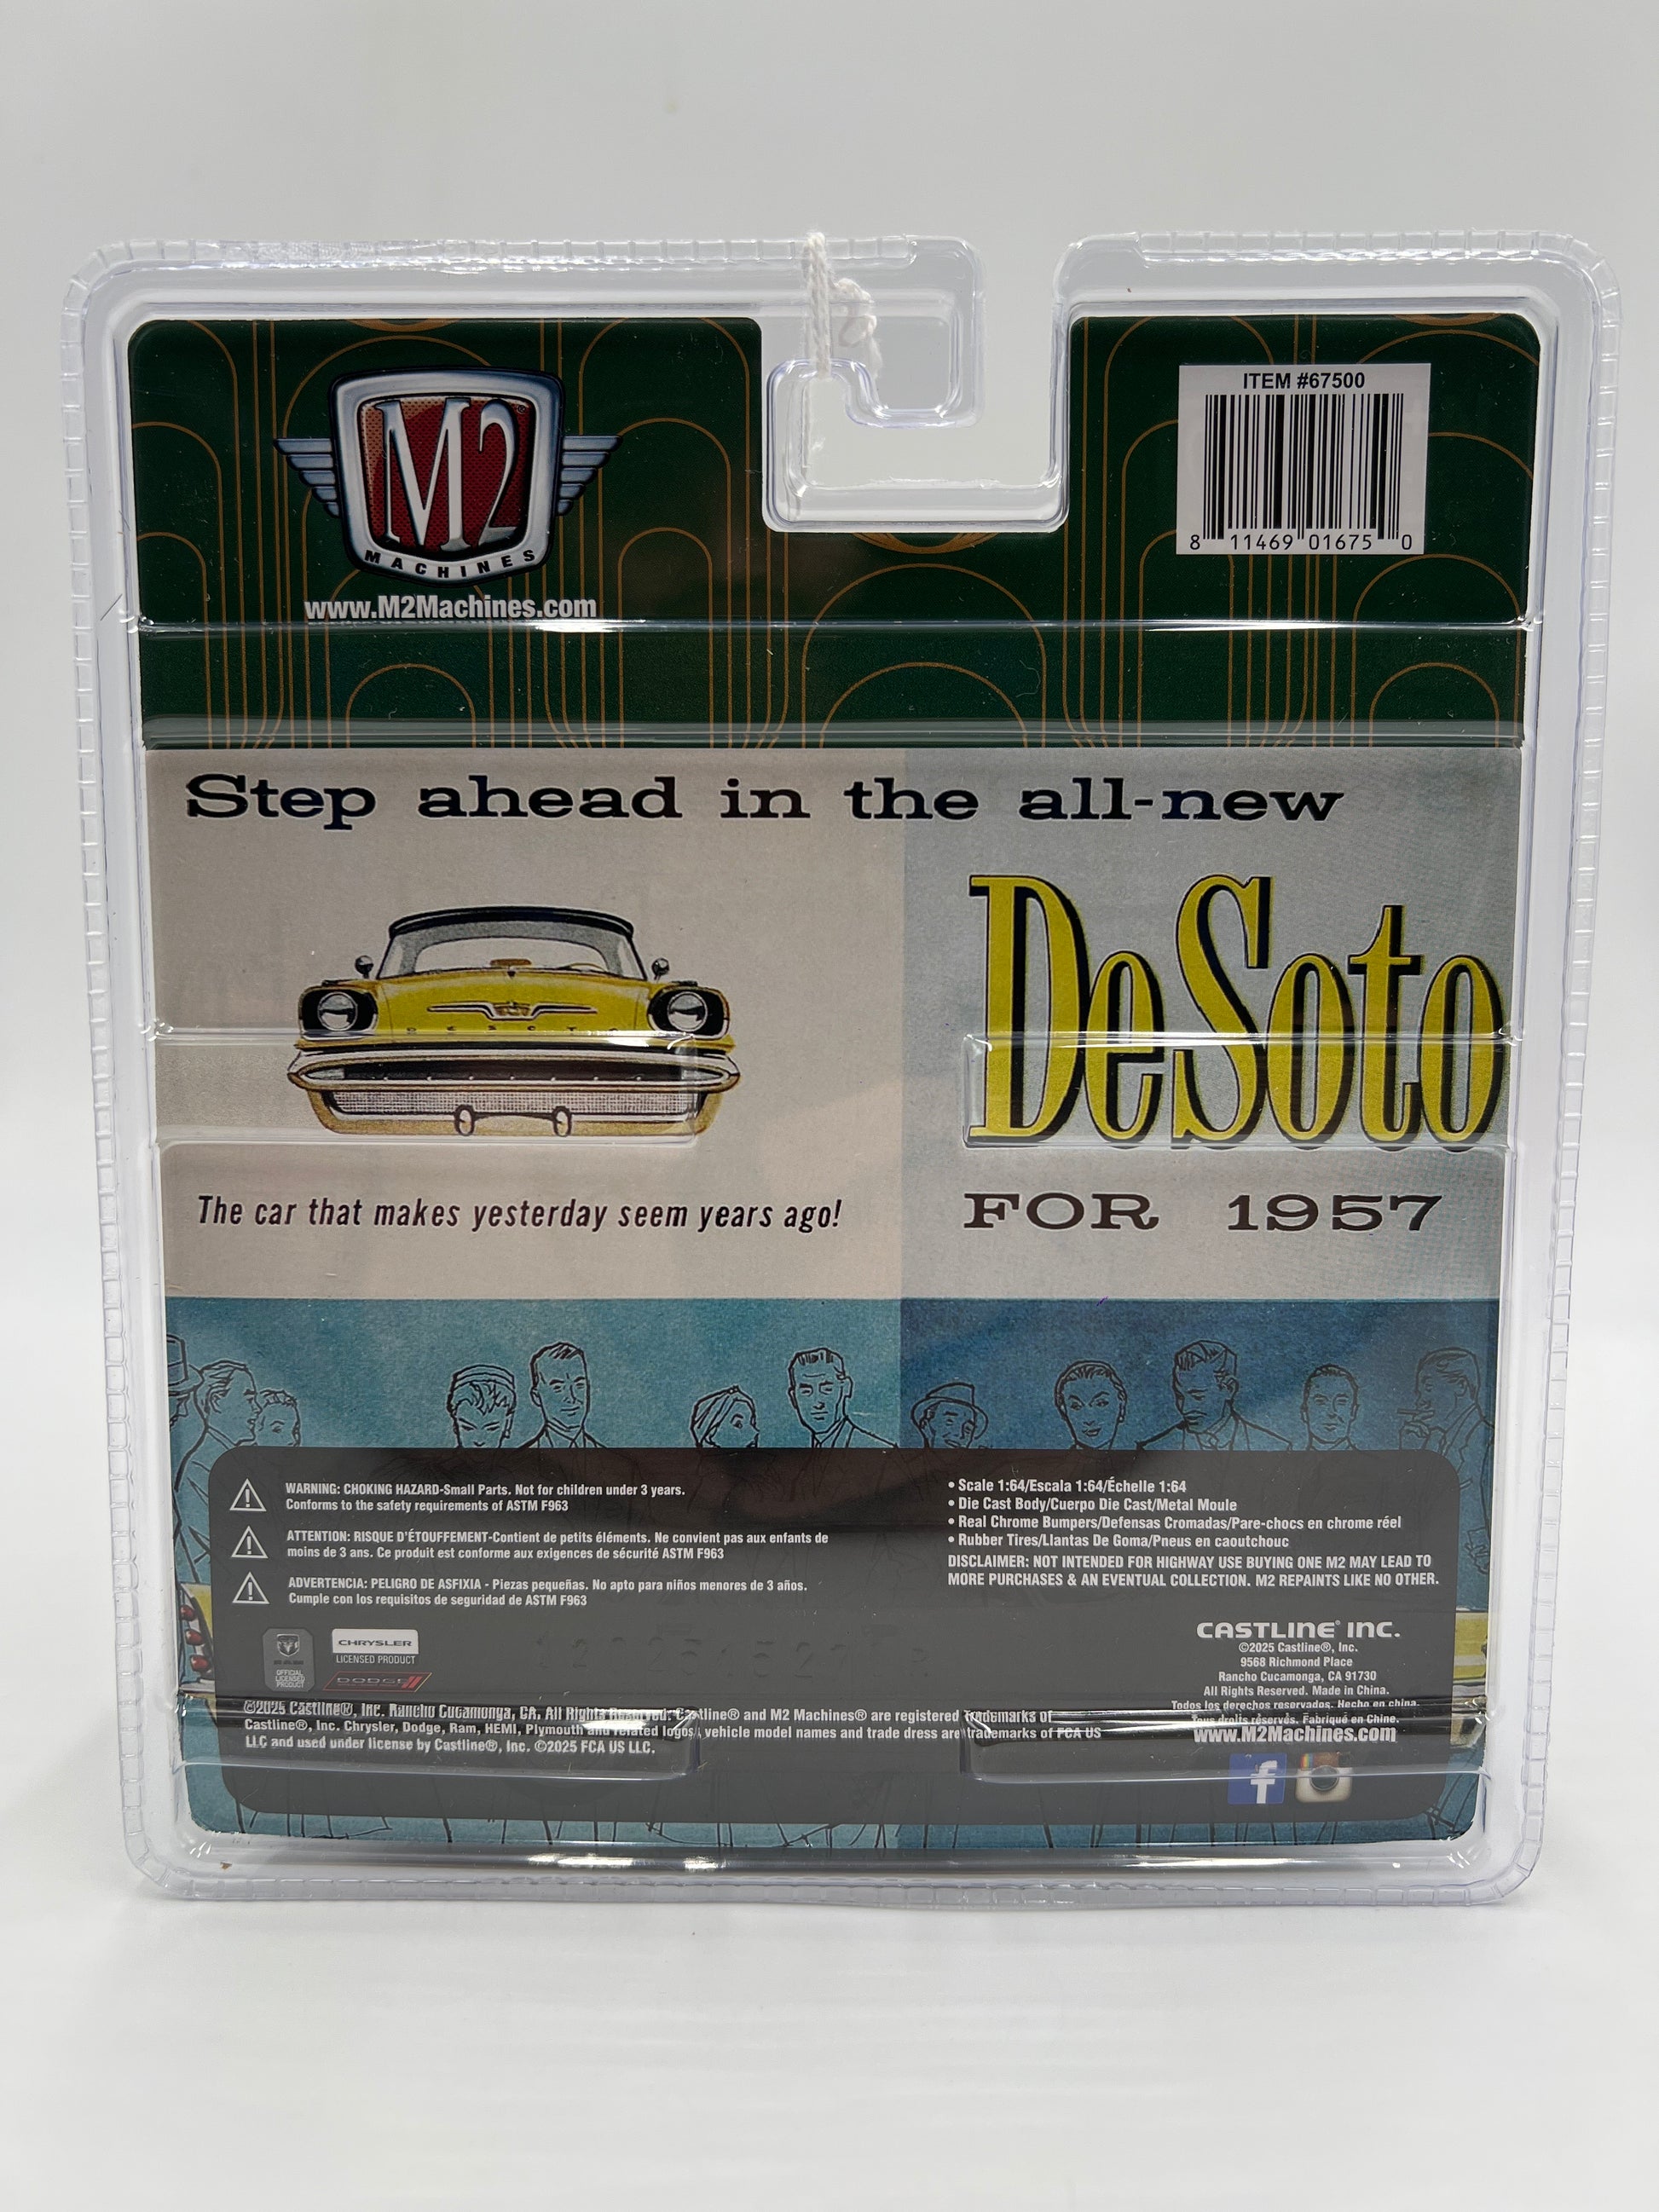 M2
MACHINES
www.M2Machines.com
ITEM #67500
8 11469 01675 0
Step ahead in the all-new
DESOTO
DeSoto
The car that makes yesterday seem years ago!
FOR 1957
WARNING: CHOKING HAZARD-Small Parts. Not for children under 3 years.
Conforms to the safety requirements of ASTM F963
ATTENTION: RISQUE D'ÉTOUFFEMENT-Contient de petits éléments. Ne convient pas aux enfants de
moins de 3 ans. Ce produit est conforme aux exigences de sécurité ASTM F963
ADVERTENCIA: PELIGRO DE ASFIXIA - Piezas pequeñas. No apto para niños menores de 3 años.
Cumple con los requisitos de seguridad de ASTM F963
• Scale 1:64/Escala 1:64/Échelle 1:64
• Die Cast Body/Cuerpo Die Cast/Metal Moule
• Real Chrome Bumpers/Defensas Cromadas/Pare-chocs en chrome réel
• Rubber Tires/Llantas De Goma/Pneus en caoutchouc
DISCLAIMER: NOT INTENDED FOR HIGHWAY USE BUYING ONE M2 MAY LEAD TO
MORE PURCHASES & AN EVENTUAL COLLECTION. M2 REPAINTS LIKE NO OTHER.
OFFICIAL
LICENSED
PRODUCT
CHRYSLER
LICENSED PRODUCT
DODGE
CASTLINE® INC.
©2025 Castline®, Inc.
9568 Richmond Place
Rancho Cucamonga, CA 91730
All Rights Reserved. Made in China.
Todos los derechos reservados. Hecho en china.
Tous droits réservés. Fabriqué en Chine.
www.M2Machines.com
©2025 Castline®, Inc. Rancho Cucamonga, CA. All Rights Reserved. Castline® and M2 Machines® are registered trademarks of
Castline®, Inc. Chrysler, Dodge, Ram, HEMI, Plymouth and related logos, vehicle model names and trade dress are trademarks of FCA US
LLC and used under license by Castline®, Inc. ©2025 FCA US LLC.